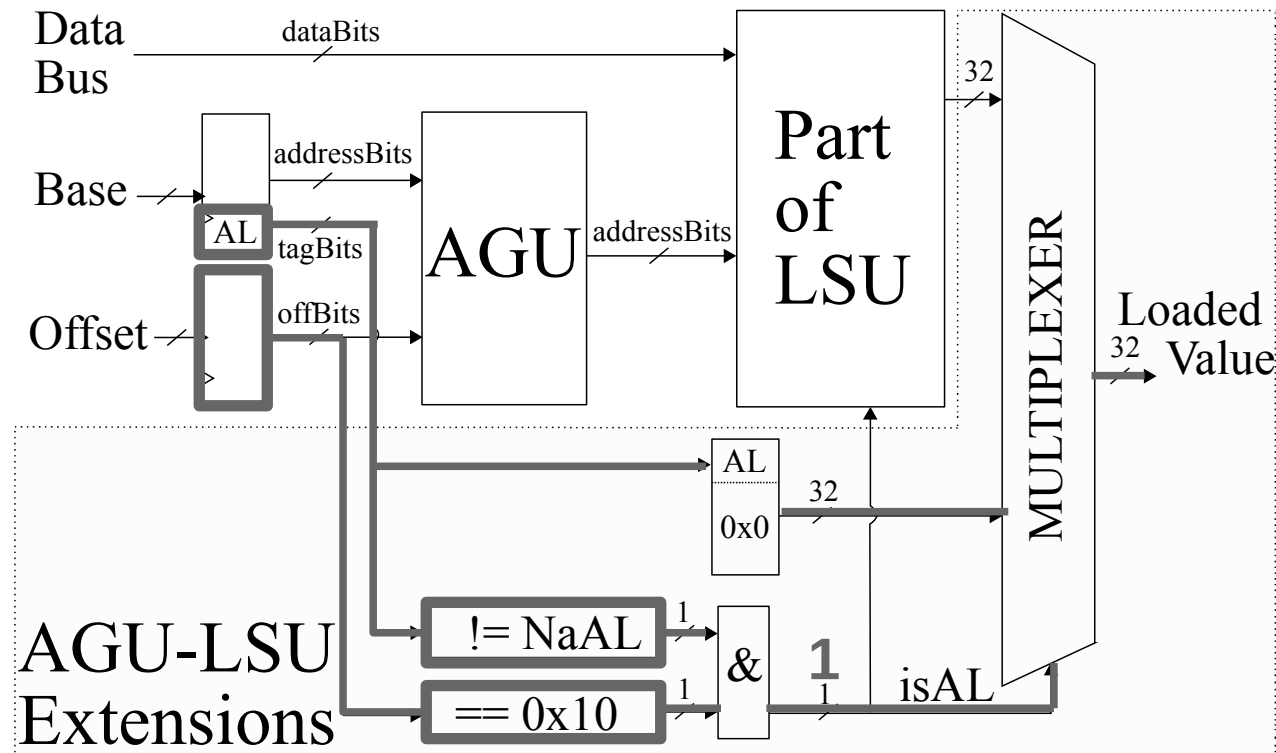 Data
Bus
dataBits
32
Part
of
LSU
Base
addressBits
AL
tagBits
AGU
addressBits
Offset
offBits
MULTIPLEXER
Loaded
Value
32
AL
0x0
32
!= NaAL
1
&
== 0x10
1
1
1
isAL
AGU-LSU
Extensions